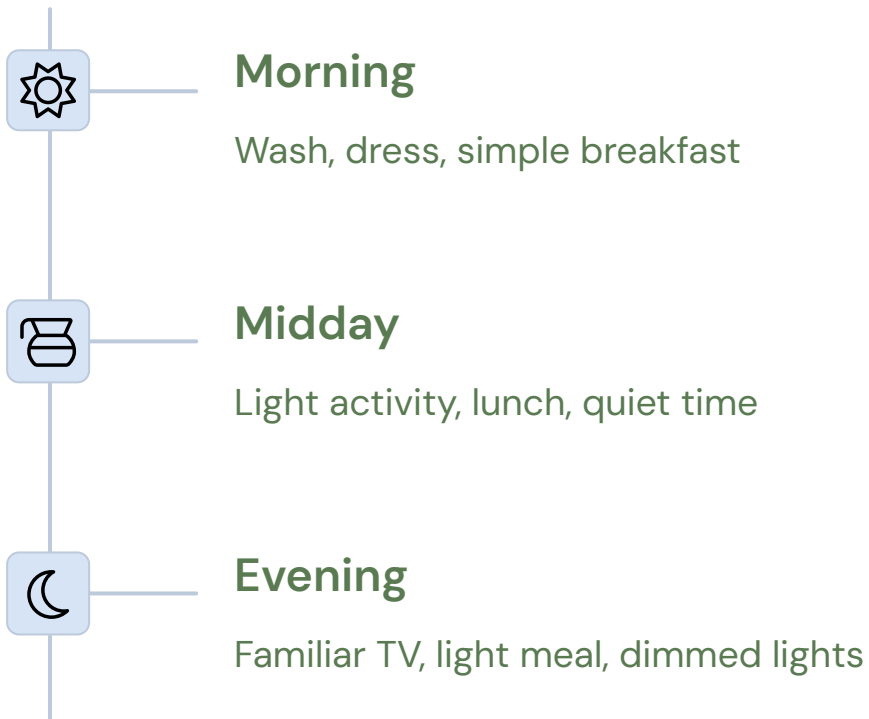 Morning
Wash, dress, simple breakfast
Midday
Light activity, lunch, quiet time
Evening
Familiar TV, light meal, dimmed lights